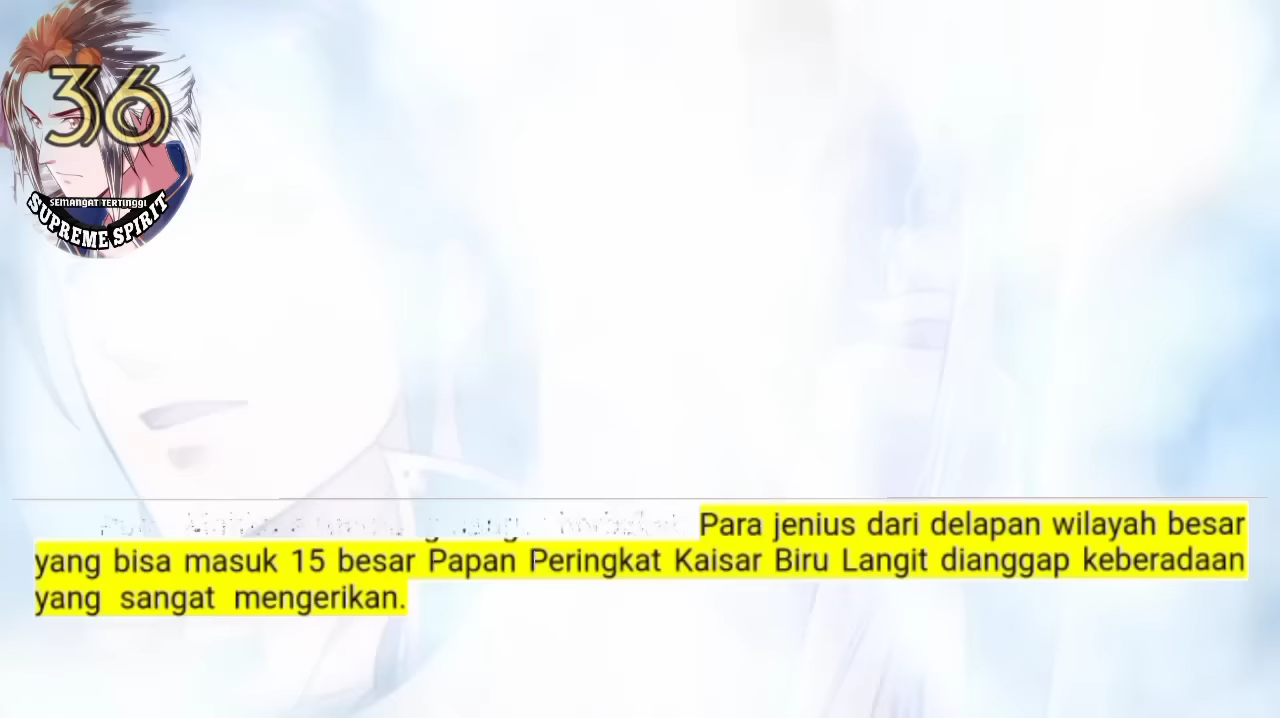 36
SEMANGAT TERTINGGI
SUPREME SPIRIT
Para jenius dari delapan wilayah besar
yang bisa masuk 15 besar Papan Peringkat Kaisar Biru Langit dianggap keberadaan
yang sangat mengerikan.